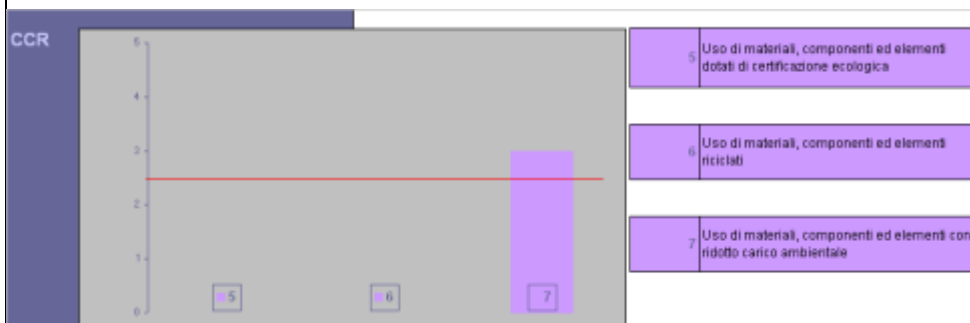 CCR
5
4
3
2
1
0
5
6
7
5
Uso di materiali, componenti ed elementi
dotati di certificazione ecologica
6
Uso di materiali, componenti ed elementi
riciclati
7
Uso di materiali, componenti ed elementi con
ridotto carico ambientale